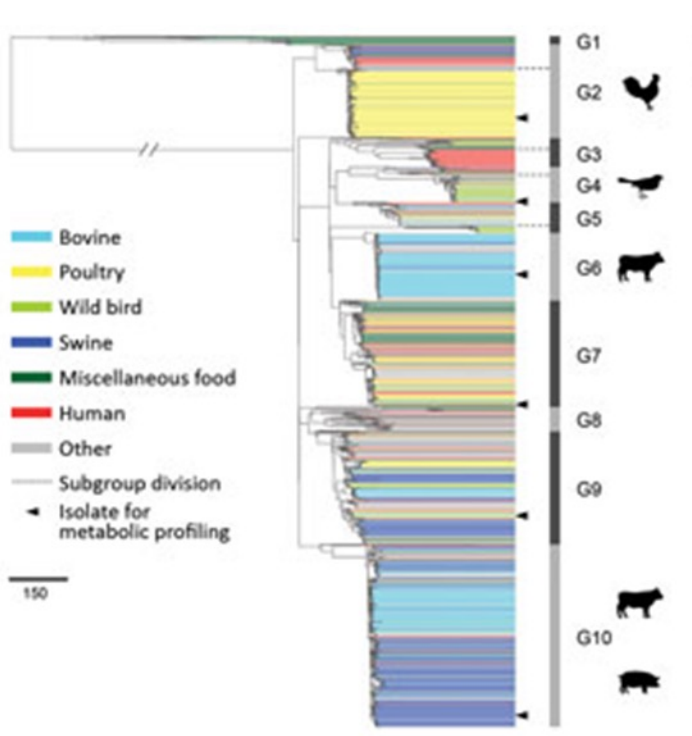 G1
G2
G3
G4
G5
G6
G7
G8
G9
G10
Bovine
Poultry
Wild bird
Swine
Miscellaneous food
Human
Other
Subgroup division
Isolate for
metabolic profiling
150